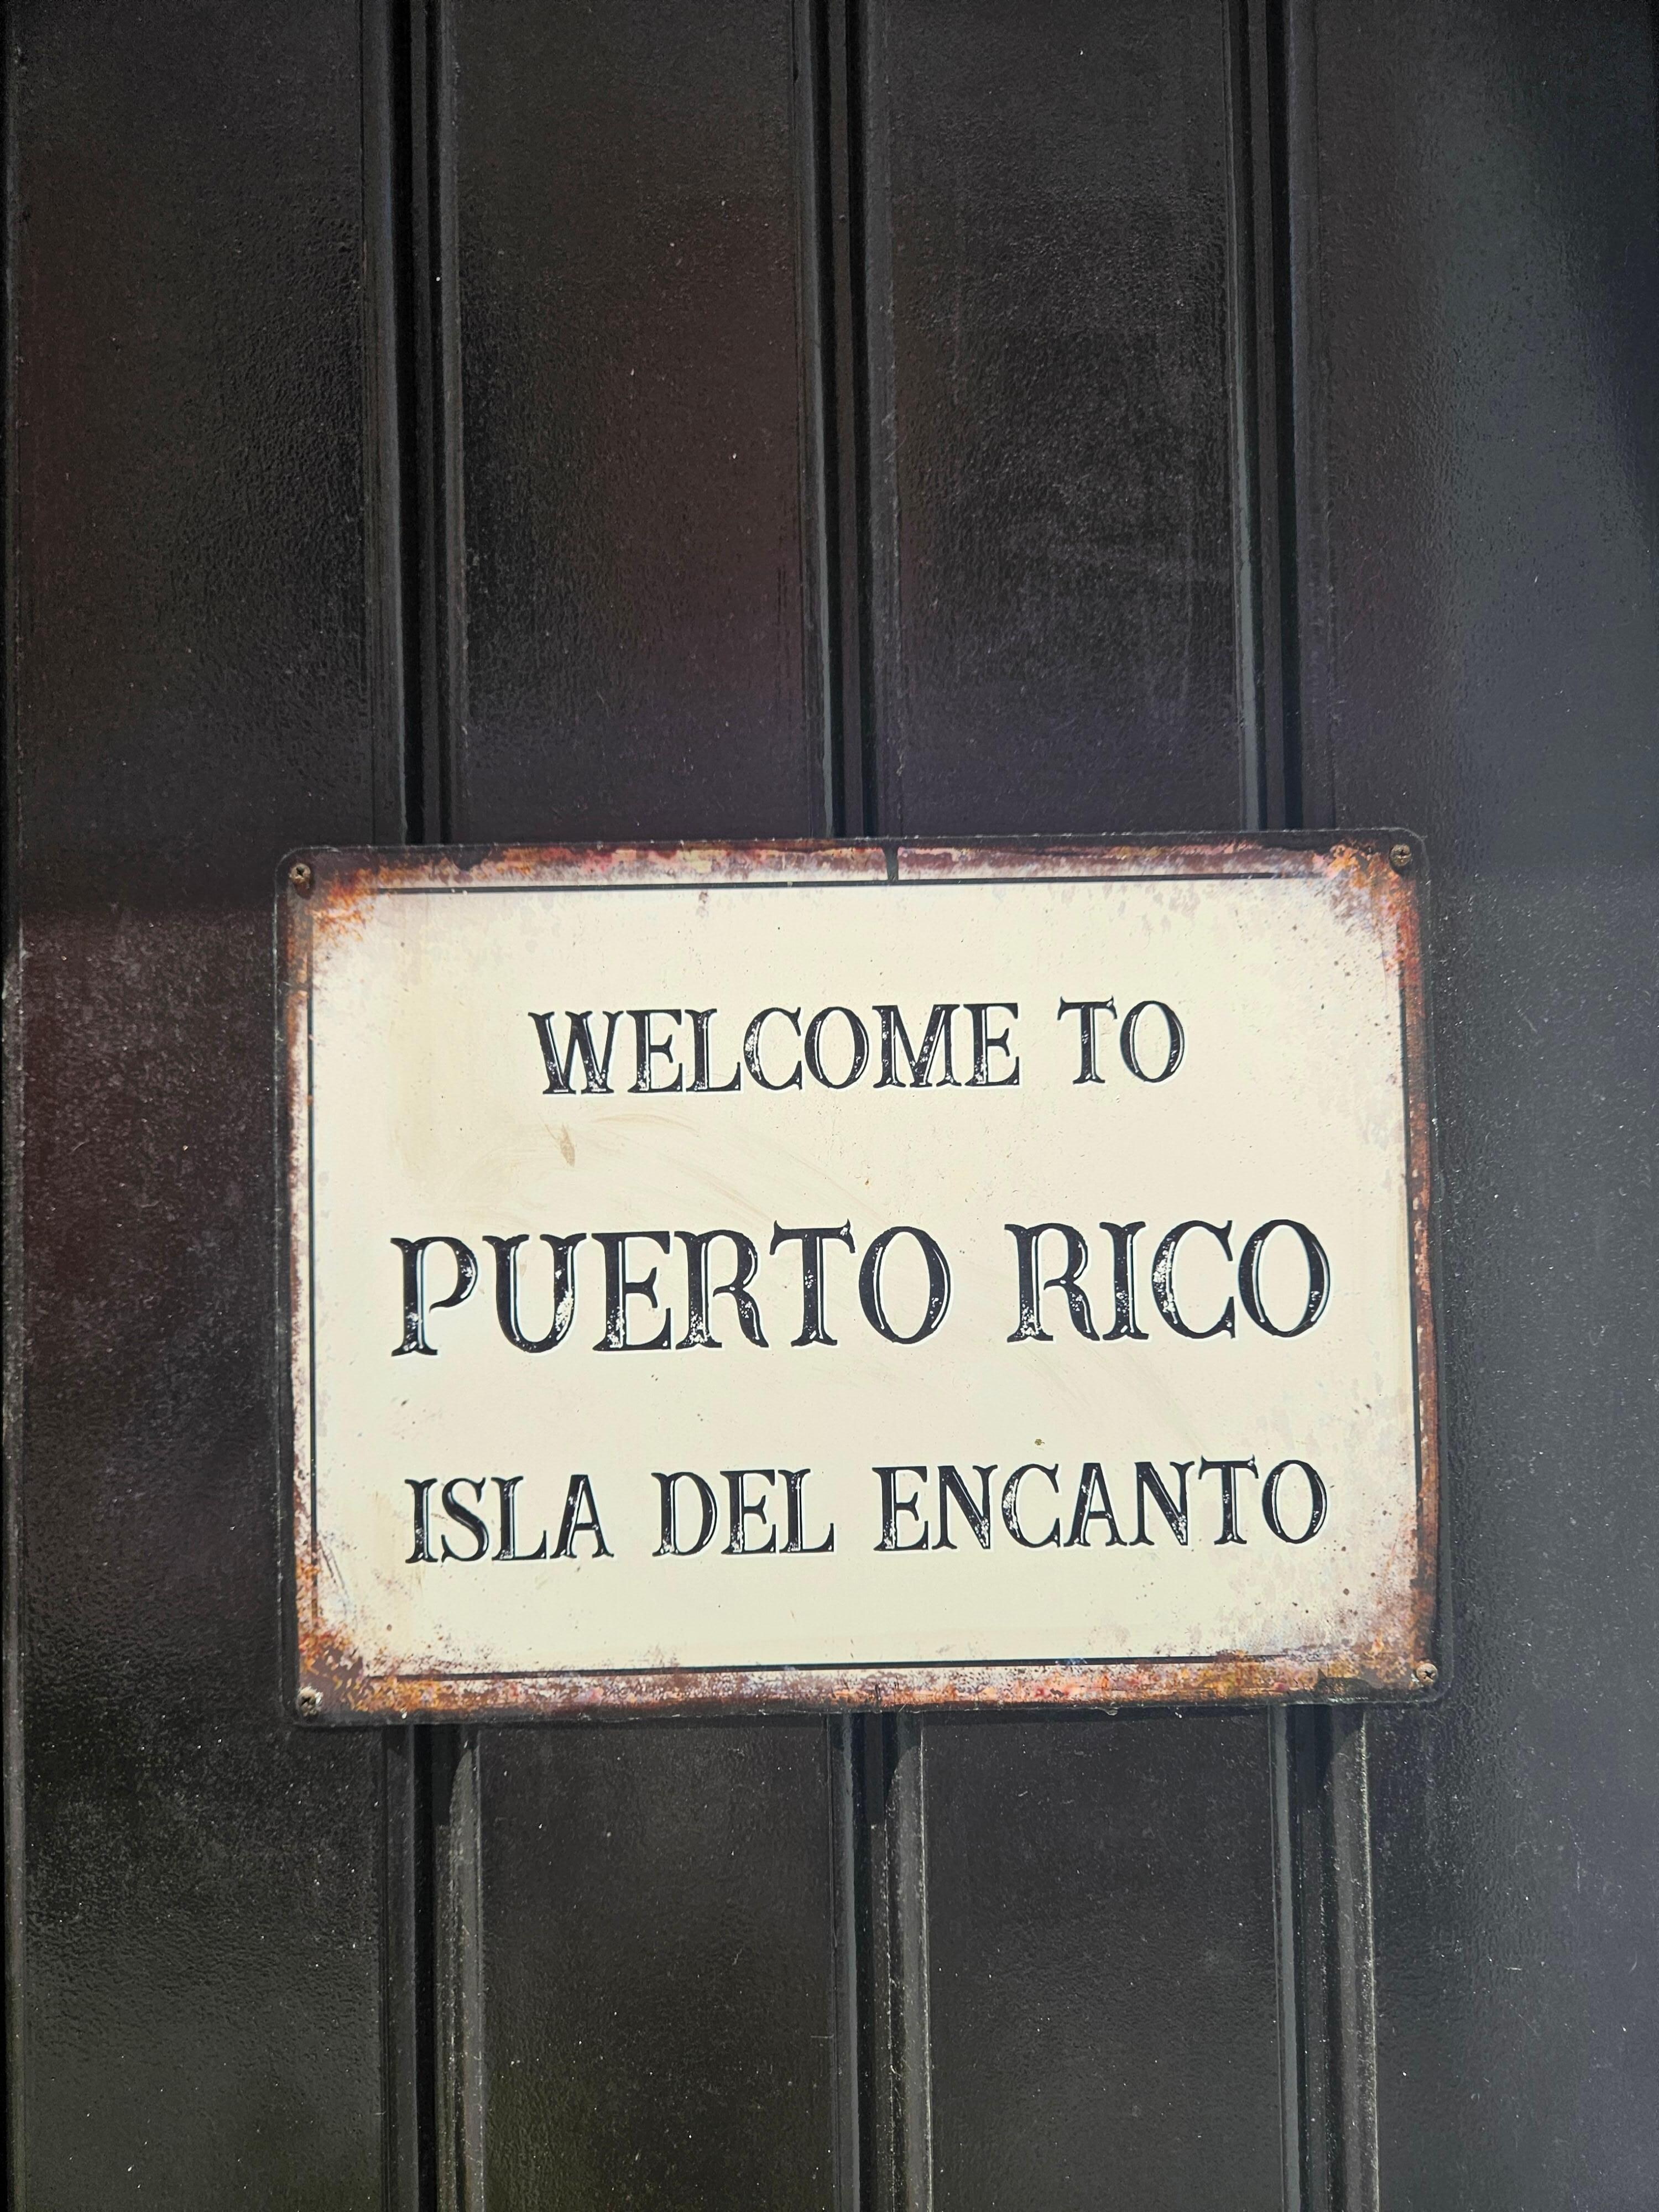 WELCOME TO
PUERTO RICO
ISLA DEL ENCANTO